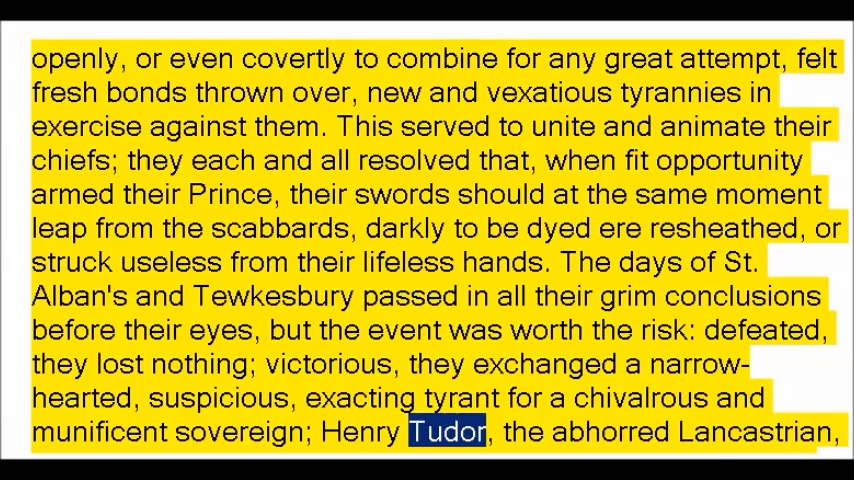 openly, or even covertly to combine for any great attempt, felt
fresh bonds thrown over, new and vexatious tyrannies in
exercise against them. This served to unite and animate their
chiefs; they each and all resolved that, when fit opportunity
armed their Prince, their swords should at the same moment
leap from the scabbards, darkly to be dyed ere resheathed, or
struck useless from their lifeless hands. The days of St.
Alban's and Tewkesbury passed in all their grim conclusions
before their eyes, but the event was worth the risk: defeated,
they lost nothing; victorious, they exchanged a narrow-
hearted, suspicious, exacting tyrant for a chivalrous and
munificent sovereign; Henry Tudor, the abhorred Lancastrian,